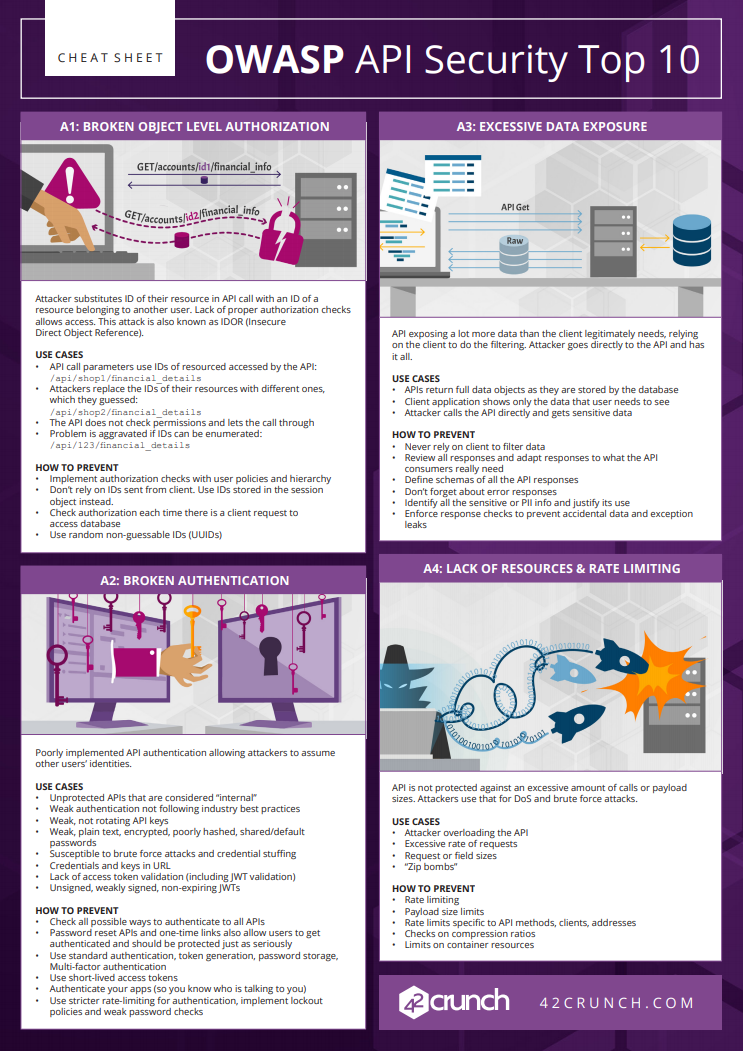 CHEAT SHEET
OWASP API Security Top 10
A1: BROKEN OBJECT LEVEL AUTHORIZATION
GET/accounts/id1/financial_info
GET/accounts/id2/financial_info
Attacker substitutes ID of their resource in API call with an ID of a
resource belonging to another user. Lack of proper authorization checks
allows access. This attack is also known as IDOR (Insecure
Direct Object Reference).
USE CASES
• API call parameters use IDs of resourced accessed by the API:
/api/shop1/financial_details
• Attackers replace the IDs of their resources with different ones,
which they guessed:
/api/shop2/financial_details
• The API does not check permissions and lets the call through
• Problem is aggravated if IDs can be enumerated:
/api/123/financial_details
HOW TO PREVENT
• Implement authorization checks with user policies and hierarchy
• Don't rely on IDs sent from client. Use IDs stored in the session
object instead.
• Check authorization each time there is a client request to
access database
• Use random non-guessable IDs (UUIDs)
A2: BROKEN AUTHENTICATION
Poorly implemented API authentication allowing attackers to assume
other users' identities.
USE CASES
• Unprotected APIs that are considered "internal"
• Weak authentication not following industry best practices
• Weak, not rotating API keys
• Weak, plain text, encrypted, poorly hashed, shared/default
passwords
• Susceptible to brute force attacks and credential stuffing
• Credentials and keys in URL
• Lack of access token validation (including JWT validation)
• Unsigned, weakly signed, non-expiring JWTs
HOW TO PREVENT
• Check all possible ways to authenticate to all APIs
• Password reset APIs and one-time links also allow users to get
authenticated and should be protected just as seriously
• Use standard authentication, token generation, password storage,
Multi-factor authentication
• Use short-lived access tokens
• Authenticate your apps (so you know who is talking to you)
• Use stricter rate-limiting for authentication, implement lockout
policies and weak password checks
A3: EXCESSIVE DATA EXPOSURE
API Get
Raw
API exposing a lot more data than the client legitimately needs, relying
on the client to do the filtering. Attacker goes directly to the API and has
it all.
USE CASES
• APIs return full data objects as they are stored by the database
• Client application shows only the data that user needs to see
• Attacker calls the API directly and gets sensitive data
HOW TO PREVENT
• Never rely on client to filter data
• Review all responses and adapt responses to what the API
consumers really need
• Define schemas of all the API responses
• Don't forget about error responses
• Identify all the sensitive or PII info and justify its use
• Enforce response checks to prevent accidental data and exception
leaks
A4: LACK OF RESOURCES & RATE LIMITING
API is not protected against an excessive amount of calls or payload
sizes. Attackers use that for DoS and brute force attacks.
USE CASES
• Attacker overloading the API
• Excessive rate of requests
• Request or field sizes
• "Zip bombs"
HOW TO PREVENT
• Rate limiting
• Payload size limits
• Rate limits specific to API methods, clients, addresses
• Checks on compression ratios
• Limits on container resources
42crunch
42CRUNCH.COM